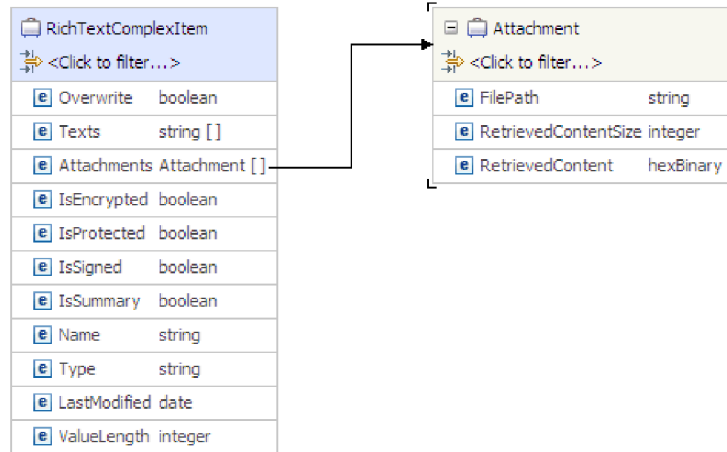 RichTextComplexItem
<Click to filter...>
Overwrite boolean
Texts string []
Attachments Attachment []
IsEncrypted boolean
IsProtected boolean
IsSigned boolean
IsSummary boolean
Name string
Type string
LastModified date
ValueLength integer
Attachment
<Click to filter...>
FilePath string
RetrievedContentSize integer
RetrievedContent hexBinary